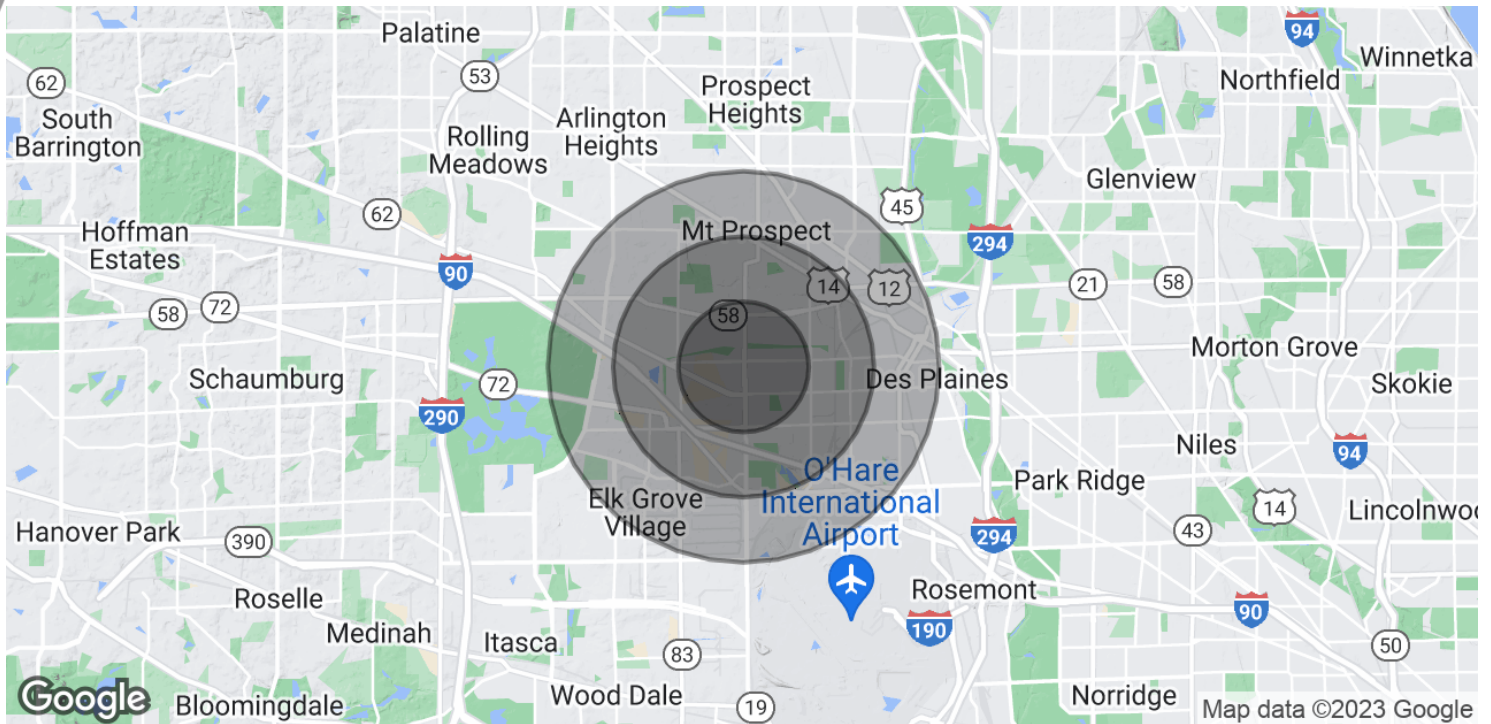 Palatine
94
Winnetka
53
Northfield
62
Prospect
Heights
South
Barrington
Arlington
Heights
Rolling
Meadows
Glenview
62
45
Mt Prospect
Hoffman
Estates
294
90
14
12
21
58
58
72
58
Morton Grove
Schaumburg
72
Des Plaines
Skokie
290
Niles
94
O'Hare
International
Airport
Park Ridge
Elk Grove
Village
14
Lincolnwoo
Hanover Park
390
43
294
Roselle
Rosemont
90
190
Medinah
Itasca
83
50
Google
Bloomingdale
Wood Dale
19
Norridge
Map data ©2023 Google